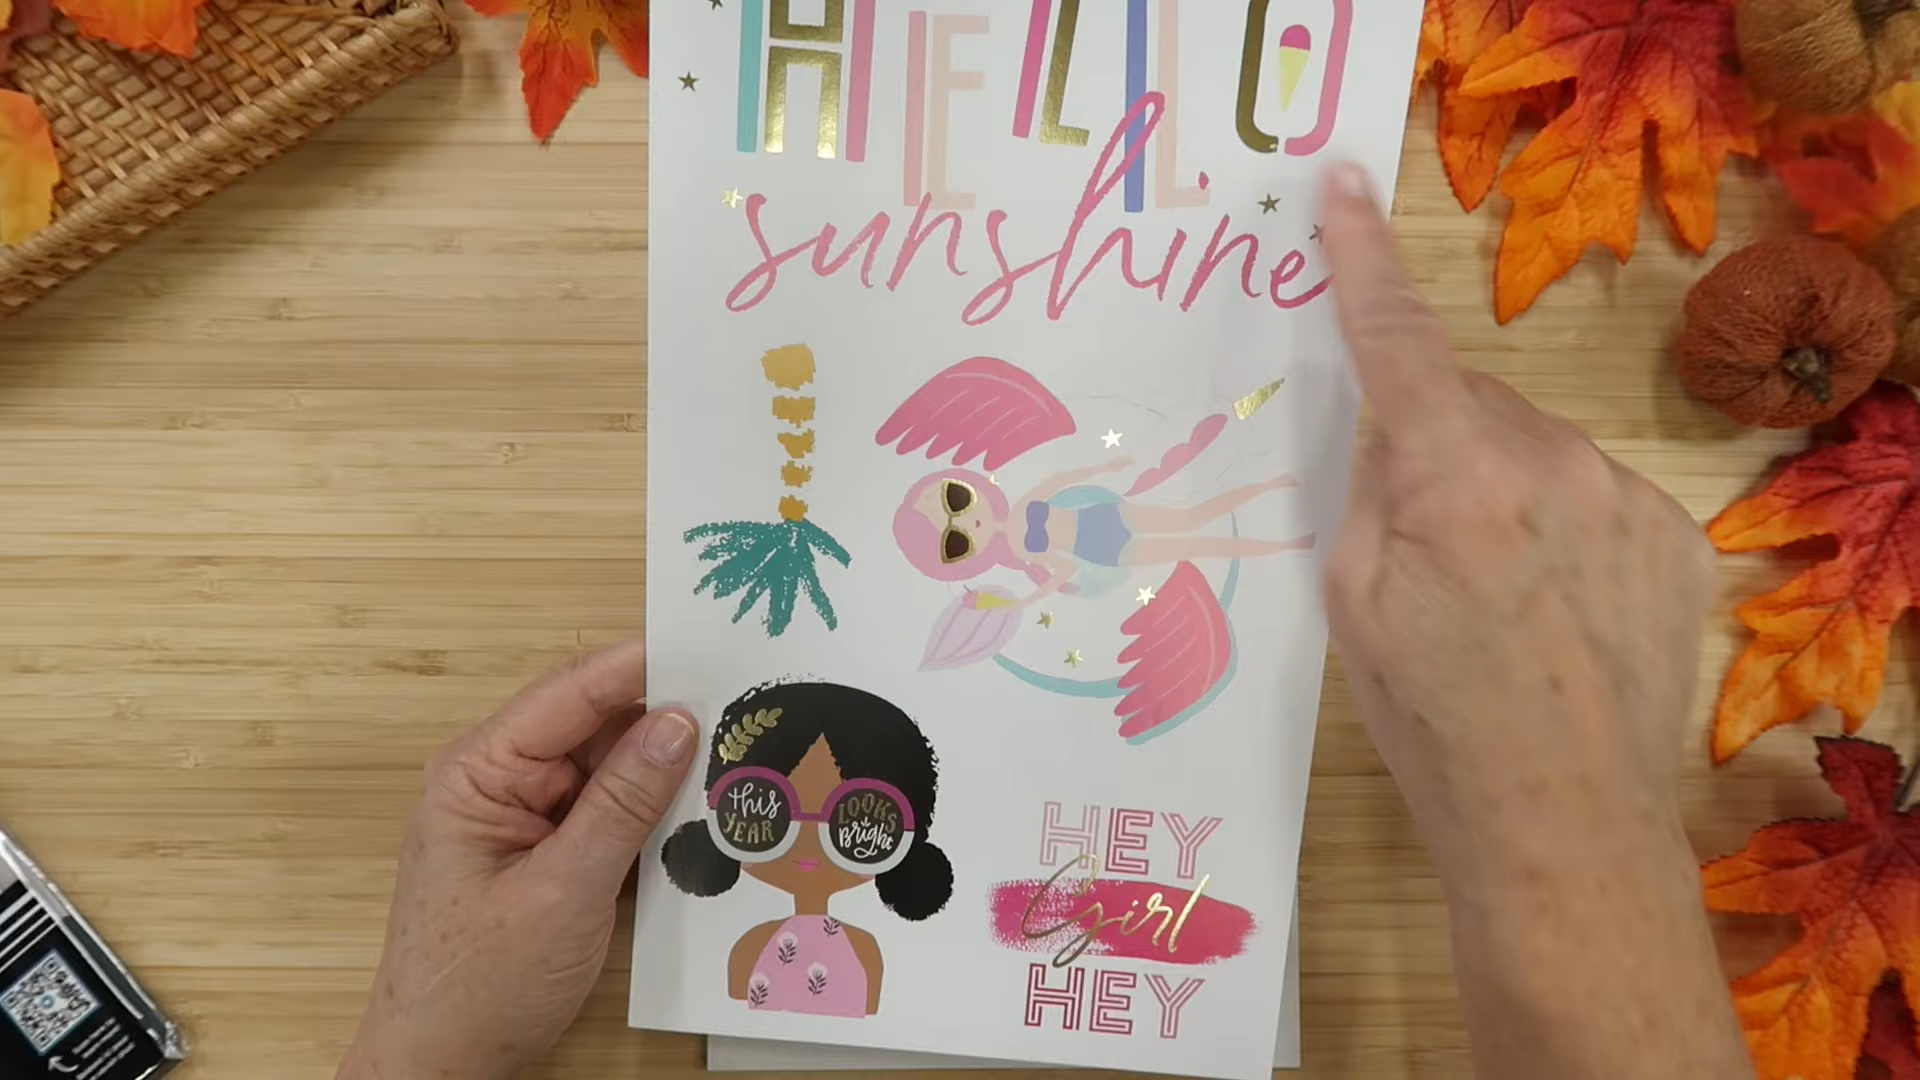 HELLO
sunshine
this
YEAR
LOOKS
Bright
HEY
Girl
HEY